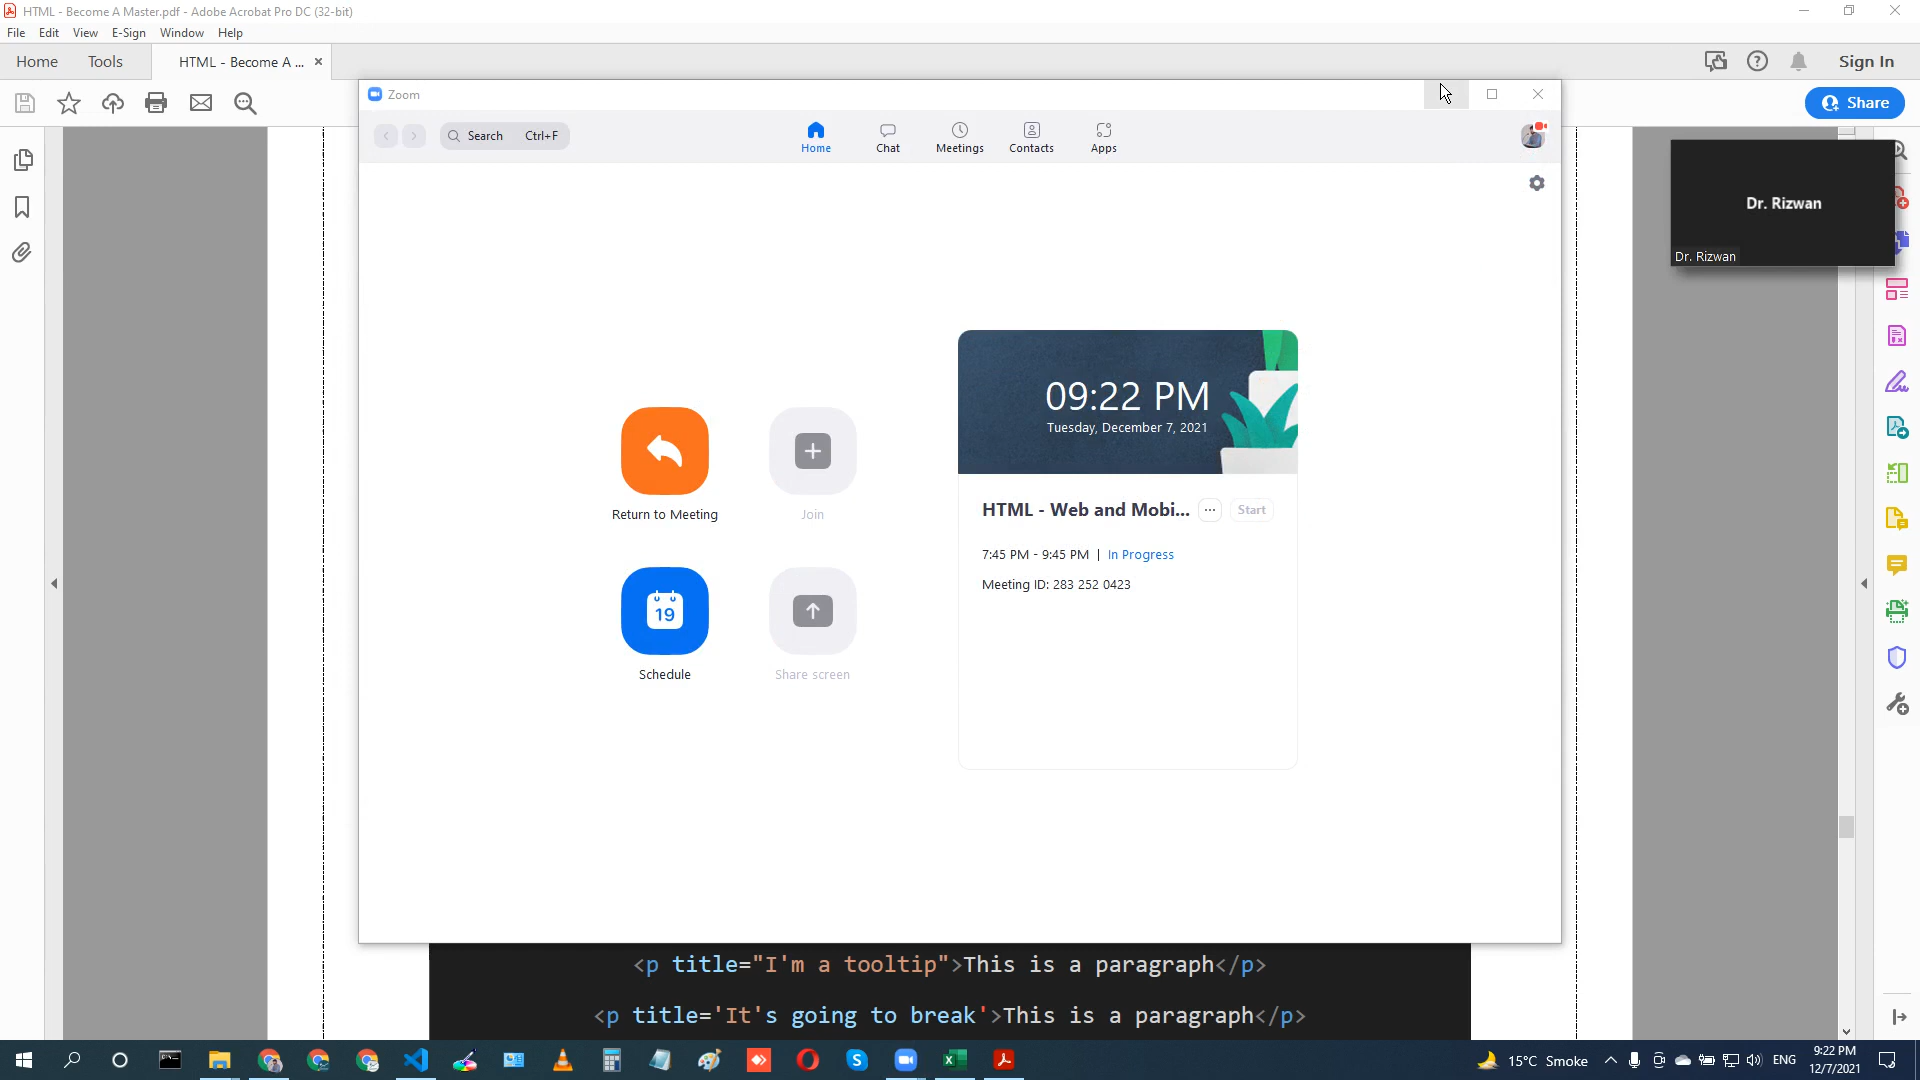 HTML - Become A Master.pdf - Adobe Acrobat Pro DC (32-bit)
File Edit View E-Sign Window Help
Home Tools HTML - Become A ... ×
Sign In
Share
Zoom
Search Ctrl+F
Home Chat Meetings Contacts Apps
Dr. Rizwan
Dr. Rizwan
09:22 PM
Tuesday, December 7, 2021
Return to Meeting
Join
HTML - Web and Mobi... ... Start
7:45 PM - 9:45 PM | In Progress
Meeting ID: 283 252 0423
19
Schedule
Share screen
<p title="I'm a tooltip">This is a paragraph</p>
<p title='It's going to break'>This is a paragraph</p>
15°C Smoke
ENG
9:22 PM
12/7/2021